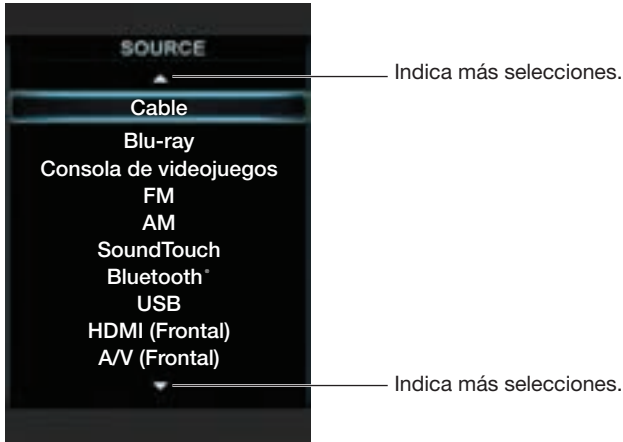 SOURCE
Indica más selecciones.
Cable
Blu-ray
Consola de videojuegos
FM
AM
SoundTouch
Bluetooth®
USB
HDMI (Frontal)
A/V (Frontal)
Indica más selecciones.